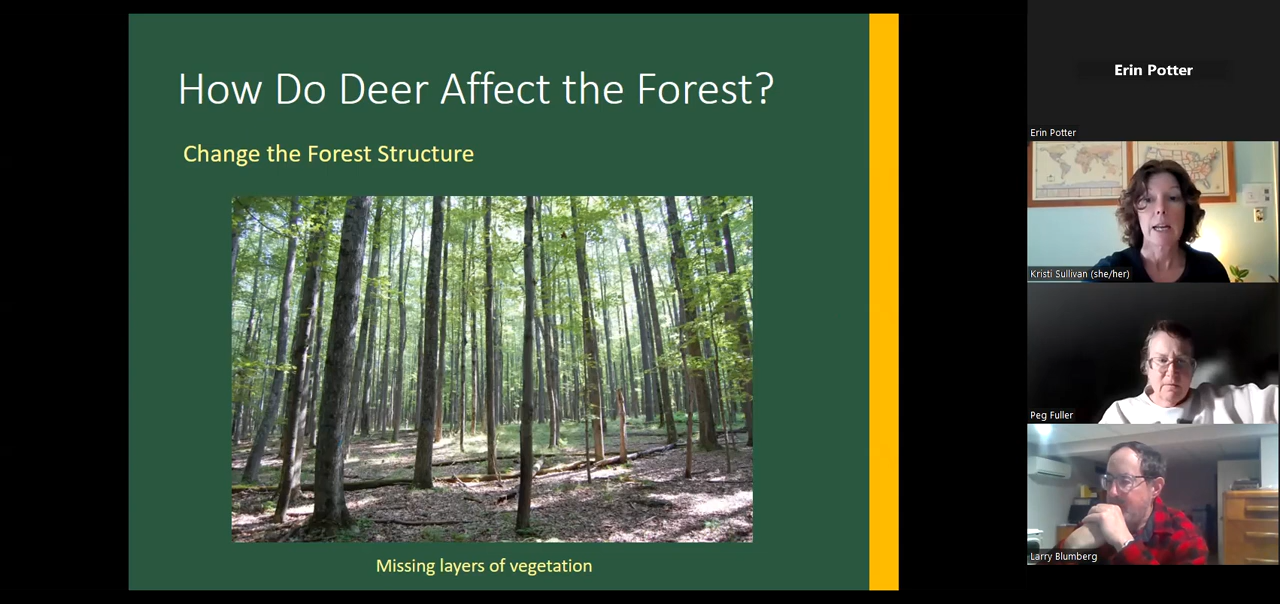 How Do Deer Affect the Forest?
Change the Forest Structure
Missing layers of vegetation
Erin Potter
Erin Potter
Kristi Sullivan (she/her)
Peg Fuller
Larry Blumberg